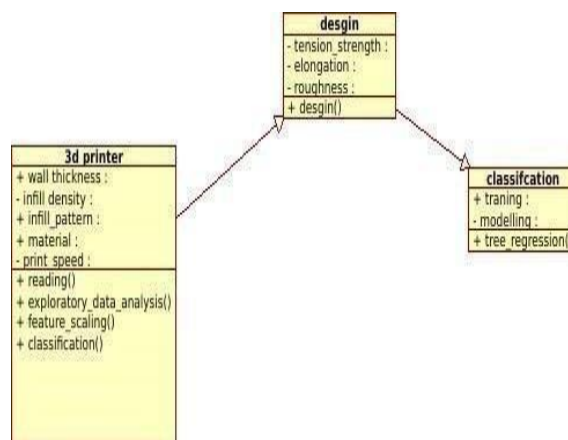 desgin
- tension_strength :
- elongation :
- roughness :
+ desgin()
3d printer
+ wall thickness :
- infill density :
+ infill_pattern :
+ material :
- print_speed :
+ reading()
+ exploratory_data_analysis()
+ feature_scaling()
+ classification()
classifcation
+ traning :
- modelling :
+ tree_regression(